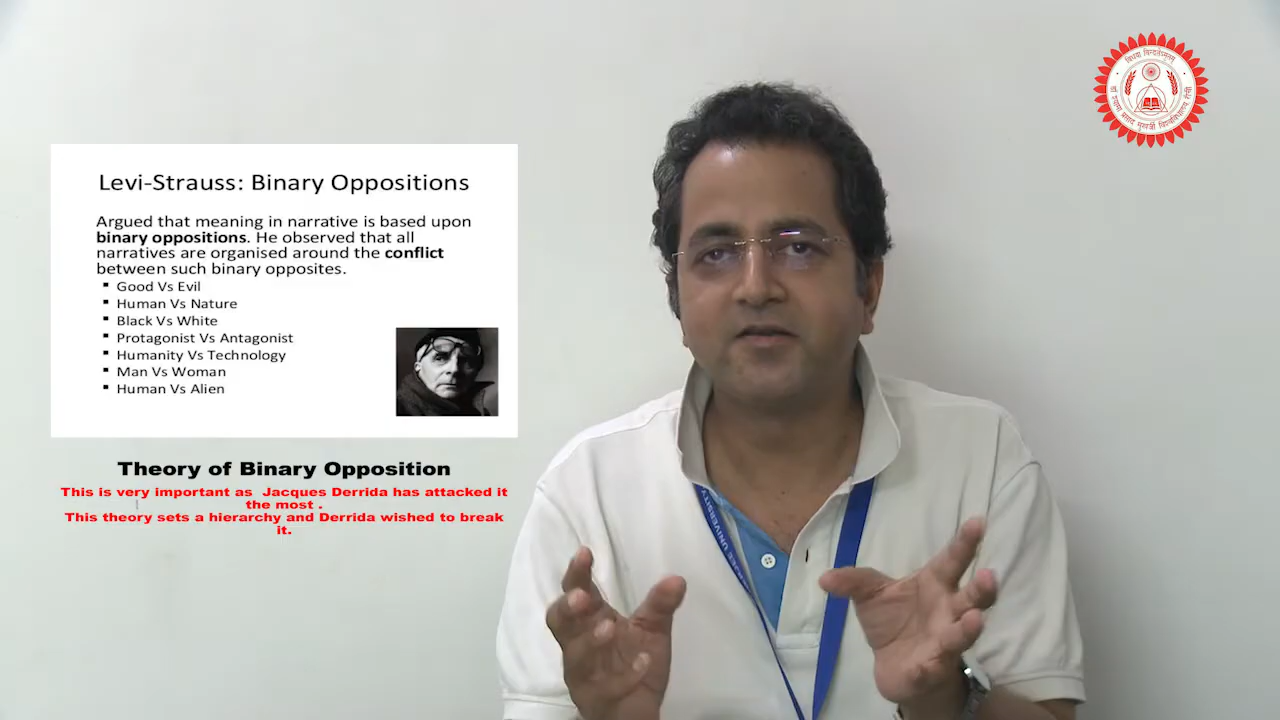 Levi-Strauss: Binary Oppositions
Argued that meaning in narrative is based upon
binary oppositions. He observed that all
narratives are organised around the conflict
between such binary opposites.
Good Vs Evil
Human Vs Nature
Black Vs White
Protagonist Vs Antagonist
Humanity Vs Technology
Man Vs Woman
Human Vs Alien
Theory of Binary Opposition
This is very important as Jacques Derrida has attacked it
the most .
This theory sets a hierarchy and Derrida wished to break
it.
UNIVERSITY